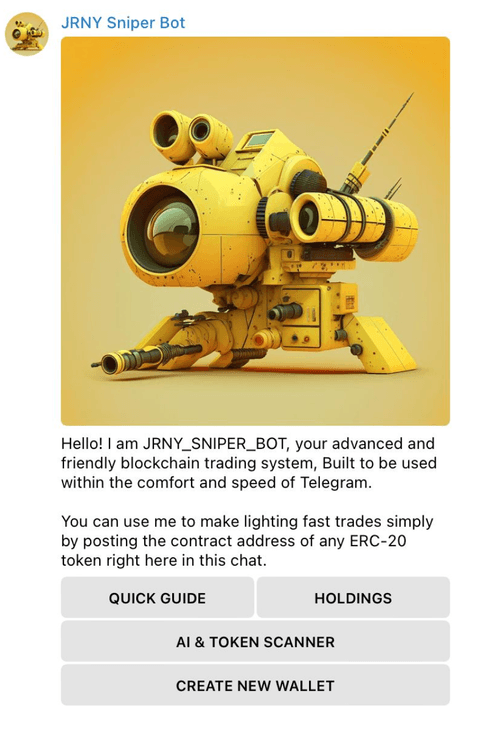 JRNY Sniper Bot
Hello! I am JRNY_SNIPER_BOT, your advanced and
friendly blockchain trading system, Built to be used
within the comfort and speed of Telegram.
You can use me to make lighting fast trades simply
by posting the contract address of any ERC-20
token right here in this chat.
QUICK GUIDE
HOLDINGS
AI & TOKEN SCANNER
CREATE NEW WALLET